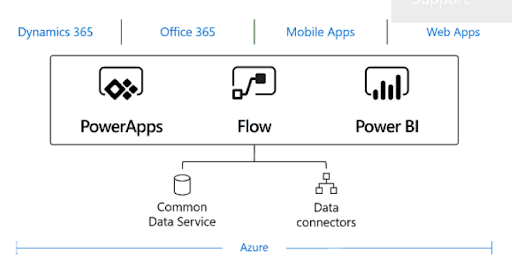 Support
Dynamics 365
Office 365
Mobile Apps
Web Apps
PowerApps
Flow
Power BI
Common
Data Service
Data
connectors
Azure